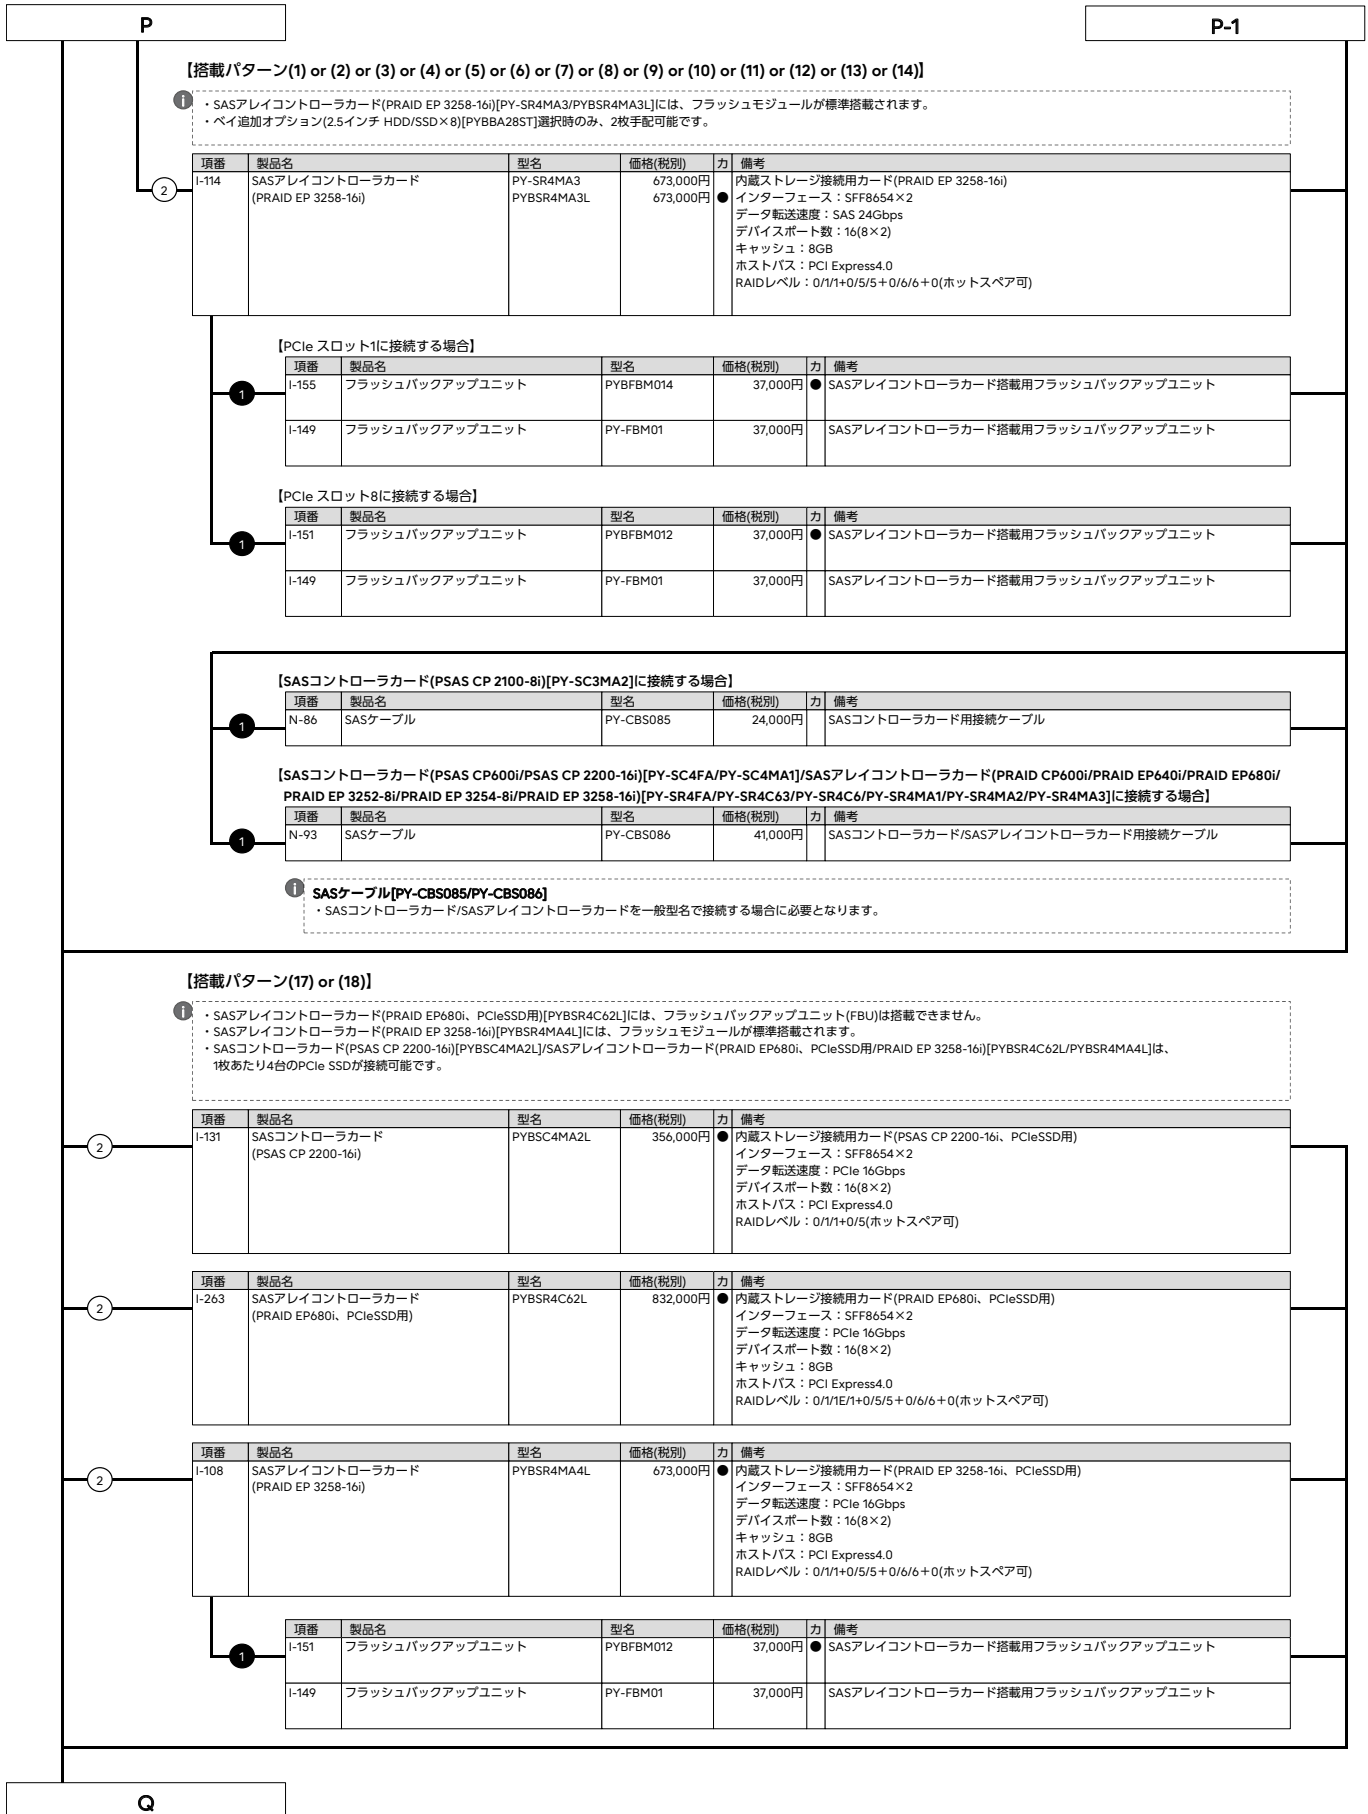 P
P-1
【搭載パターン(1) or (2) or (3) or (4) or (5) or (6) or (7) or (8) or (9) or (10) or (11) or (12) or (13) or (14)】
・SASアレイコントローラカード(PRAID EP 3258-16i)[PY-SR4MA3/PYBSR4MA3L]には、フラッシュモジュールが標準搭載されます。
・ベイ追加オプション(2.5インチ HDD/SSD×8)[PYBBA28ST]選択時のみ、2枚手配可能です。
項番 製品名 型名 価格(税別) カ 備考
2 I-114 SASアレイコントローラカード PY-SR4MA3 673,000円 内蔵ストレージ接続用カード(PRAID EP 3258-16i)
(PRAID EP 3258-16i) PYBSR4MA3L 673,000円 ● インターフェース：SFF8654×2
データ転送速度：SAS 24Gbps
デバイスポート数：16(8×2)
キャッシュ：8GB
ホストバス：PCI Express4.0
RAIDレベル：0/1/1+0/5/5＋0/6/6＋0(ホットスペア可)
【PCIe スロット1に接続する場合】
項番 製品名 型名 価格(税別) カ 備考
1 I-155 フラッシュバックアップユニット PYBFBM014 37,000円 ● SASアレイコントローラカード搭載用フラッシュバックアップユニット
I-149 フラッシュバックアップユニット PY-FBM01 37,000円 SASアレイコントローラカード搭載用フラッシュバックアップユニット
【PCIe スロット8に接続する場合】
項番 製品名 型名 価格(税別) カ 備考
1 I-151 フラッシュバックアップユニット PYBFBM012 37,000円 ● SASアレイコントローラカード搭載用フラッシュバックアップユニット
I-149 フラッシュバックアップユニット PY-FBM01 37,000円 SASアレイコントローラカード搭載用フラッシュバックアップユニット
【SASコントローラカード(PSAS CP 2100-8i)[PY-SC3MA2]に接続する場合】
項番 製品名 型名 価格(税別) カ 備考
1 N-86 SASケーブル PY-CBS085 24,000円 SASコントローラカード用接続ケーブル
【SASコントローラカード(PSAS CP600i/PSAS CP 2200-16i)[PY-SC4FA/PY-SC4MA1]/SASアレイコントローラカード(PRAID CP600i/PRAID EP640i/PRAID EP680i/
PRAID EP 3252-8i/PRAID EP 3254-8i/PRAID EP 3258-16i)[PY-SR4FA/PY-SR4C63/PY-SR4C6/PY-SR4MA1/PY-SR4MA2/PY-SR4MA3]に接続する場合】
項番 製品名 型名 価格(税別) カ 備考
1 N-93 SASケーブル PY-CBS086 41,000円 SASコントローラカード/SASアレイコントローラカード用接続ケーブル
SASケーブル[PY-CBS085/PY-CBS086]
・SASコントローラカード/SASアレイコントローラカードを一般型名で接続する場合に必要となります。
【搭載パターン(17) or (18)】
・SASアレイコントローラカード(PRAID EP680i、PCIeSSD用)[PYBSR4C62L]には、フラッシュバックアップユニット(FBU)は搭載できません。
・SASアレイコントローラカード(PRAID EP 3258-16i)[PYBSR4MA4L]には、フラッシュモジュールが標準搭載されます。
・SASコントローラカード(PSAS CP 2200-16i)[PYBSC4MA2L]/SASアレイコントローラカード(PRAID EP680i、PCIeSSD用/PRAID EP 3258-16i)[PYBSR4C62L/PYBSR4MA4L]は、
1枚あたり4台のPCIe SSDが接続可能です。
項番 製品名 型名 価格(税別) カ 備考
2 I-131 SASコントローラカード PYBSC4MA2L 356,000円 ● 内蔵ストレージ接続用カード(PSAS CP 2200-16i、PCIeSSD用)
(PSAS CP 2200-16i) インターフェース：SFF8654×2
データ転送速度：PCIe 16Gbps
デバイスポート数：16(8×2)
ホストバス：PCI Express4.0
RAIDレベル：0/1/1+0/5(ホットスペア可)
項番 製品名 型名 価格(税別) カ 備考
2 I-263 SASアレイコントローラカード PYBSR4C62L 832,000円 ● 内蔵ストレージ接続用カード(PRAID EP680i、PCIeSSD用)
(PRAID EP680i、PCIeSSD用) インターフェース：SFF8654×2
データ転送速度：PCIe 16Gbps
デバイスポート数：16(8×2)
キャッシュ：8GB
ホストバス：PCI Express4.0
RAIDレベル：0/1/1E/1+0/5/5＋0/6/6＋0(ホットスペア可)
項番 製品名 型名 価格(税別) カ 備考
2 I-108 SASアレイコントローラカード PYBSR4MA4L 673,000円 ● 内蔵ストレージ接続用カード(PRAID EP 3258-16i、PCIeSSD用)
(PRAID EP 3258-16i) インターフェース：SFF8654×2
データ転送速度：PCIe 16Gbps
デバイスポート数：16(8×2)
キャッシュ：8GB
ホストバス：PCI Express4.0
RAIDレベル：0/1/1+0/5/5＋0/6/6＋0(ホットスペア可)
項番 製品名 型名 価格(税別) カ 備考
1 I-151 フラッシュバックアップユニット PYBFBM012 37,000円 ● SASアレイコントローラカード搭載用フラッシュバックアップユニット
I-149 フラッシュバックアップユニット PY-FBM01 37,000円 SASアレイコントローラカード搭載用フラッシュバックアップユニット
Q